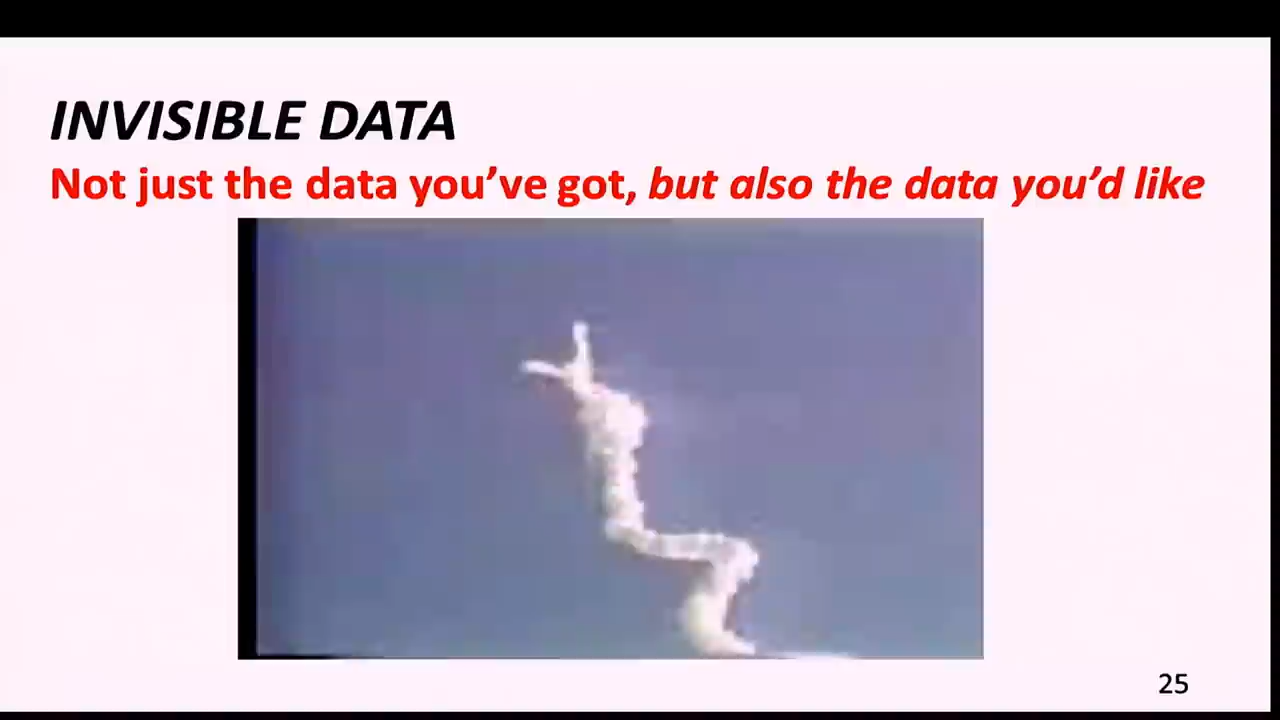 INVISIBLE DATA
Not just the data you’ve got, but also the data you’d like
25